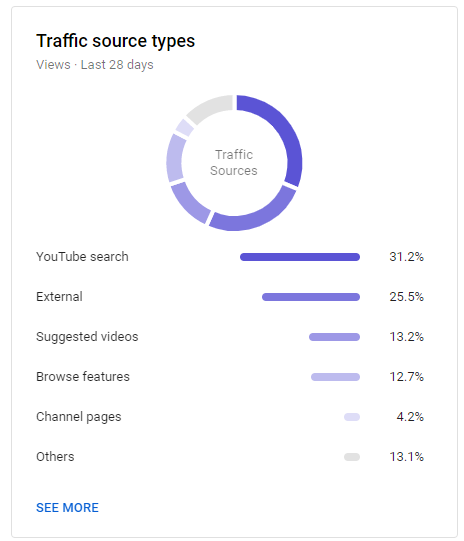 Traffic source types
Views · Last 28 days
Traffic
Sources
YouTube search 31.2%
External 25.5%
Suggested videos 13.2%
Browse features 12.7%
Channel pages 4.2%
Others 13.1%
SEE MORE